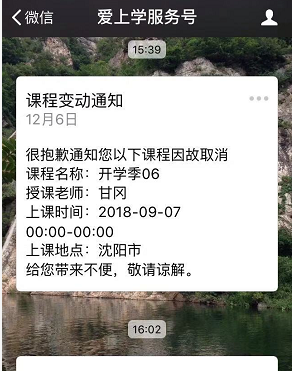 微信
爱上学服务号
15:39
课程变动通知
12月6日
很抱歉通知您以下课程因故取消
课程名称：开学季06
授课老师：甘冈
上课时间：2018-09-07
00:00-00:00
上课地点：沈阳市
给您带来不便，敬请谅解。
16:02